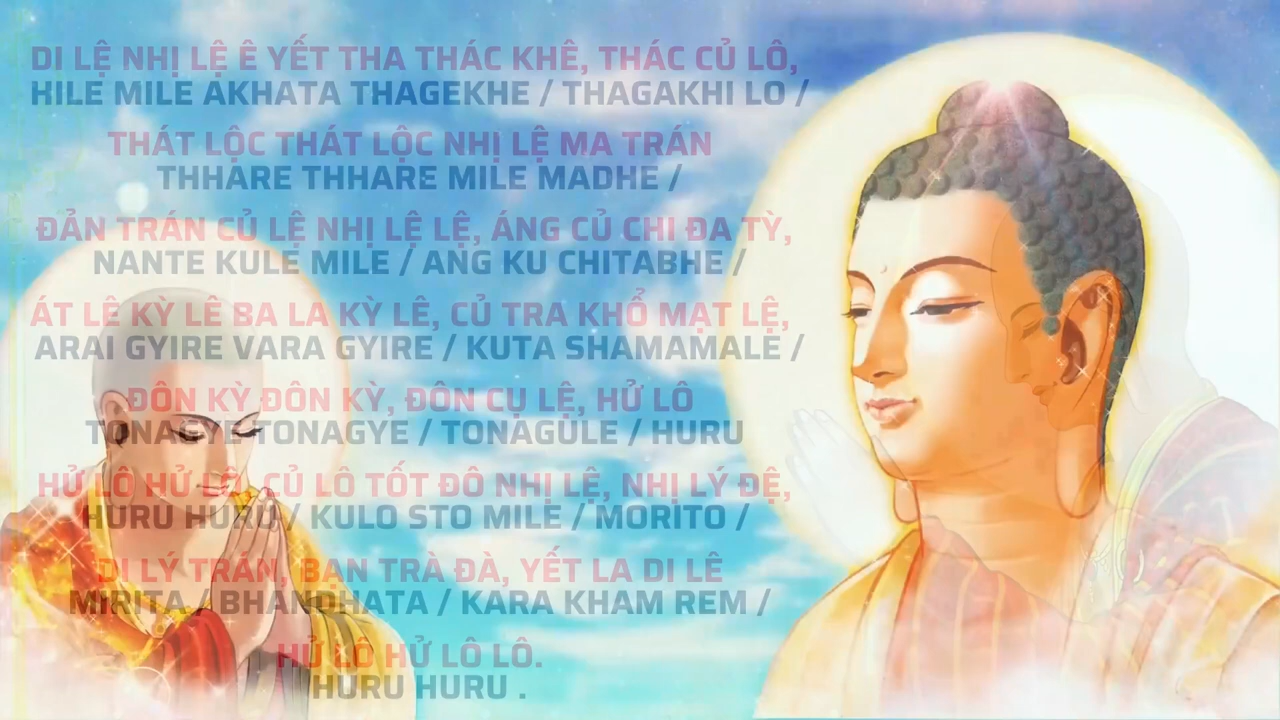 DI LỆ NHỊ LỆ Ê YẾT THA THÁC KHÊ, THÁC CỦ LÔ,
HILE MILE AKHATA THAGEKHE / THAGAKHI LO /
THÁT LỘC THÁT LỘC NHỊ LỆ MA TRÁN
THHARE THHARE MILE MADHE /
ĐẢN TRÁN CỦ LỆ NHỊ LỆ LỆ, ÁNG CỦ CHI ĐA TỲ,
NANTE KULE MILE / ANG KU CHITABHE /
ÁT LÊ KỲ LÊ BA LA KỲ LÊ, CỦ TRA KHỔ MẠT LỆ,
ARAI GYIRE VARA GYIRE / KUTA SHAMAMALE /
ĐÔN KỲ ĐÔN KỲ, ĐÔN CỤ LỆ, HỬ LÔ
TONAGYE TONAGYE / TONAGULE / HURU
HỬ LÔ HỬ LÔ, CỦ LÔ TỐT ĐÔ NHỊ LỆ, NHỊ LÝ ĐỆ,
HURU HURU / KULO STO MILE / MORITO /
DI LÝ TRÁN, BẠN TRÀ ĐÀ, YẾT LA DI LÊ
MIRITA / BHANDHATA / KARA KHAM REM /
HỬ LÔ HỬ LÔ LÔ.
HURU HURU .